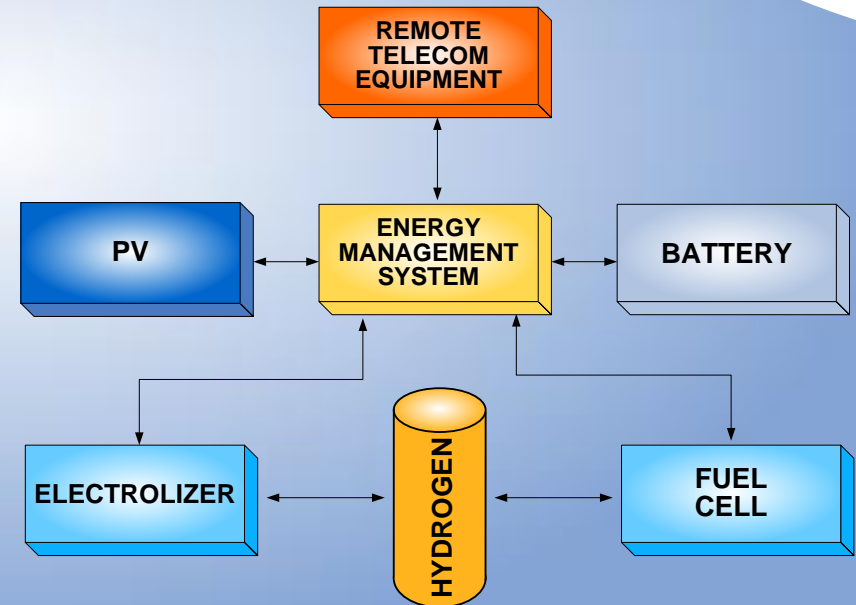 REMOTE
TELECOM
EQUIPMENT
PV
ENERGY
MANAGEMENT
SYSTEM
BATTERY
ELECTROLIZER
HYDROGEN
FUEL
CELL